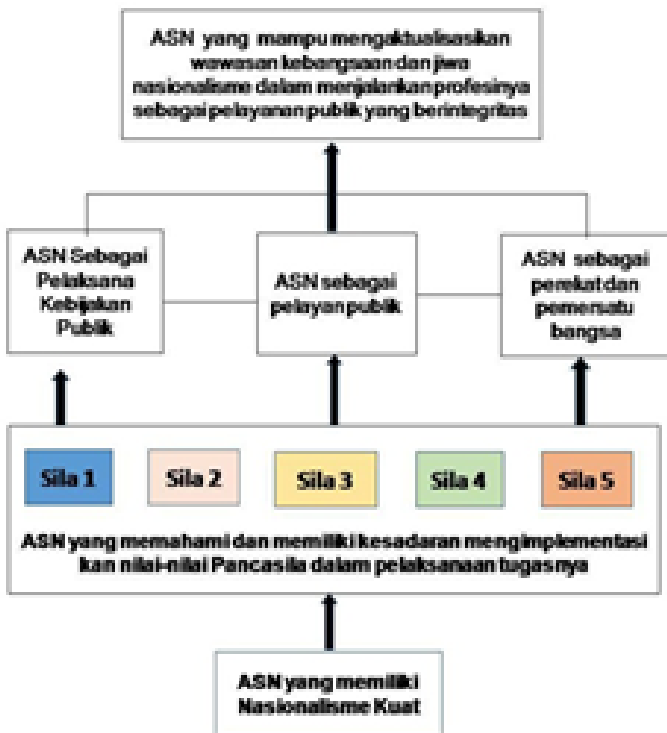 ASN yang mampu mengaktualisasikan
wawasan kebangsaan dan jiwa
nasionalisme dalam menjalankan profesinya
sebagai pelayanan publik yang berintegritas
ASN Sebagai
Pelaksana
Kebijakan
Publik
ASN sebagai
pelayan publik
ASN sebagai
perekat dan
pemersatu
bangsa
Sila 1
Sila 2
Sila 3
Sila 4
Sila 5
ASN yang memahami dan memiliki kesadaran mengimplementasi
kan nilai-nilai Pancasila dalam pelaksanaan tugasnya
ASN yang memiliki
Nasionalisme Kuat